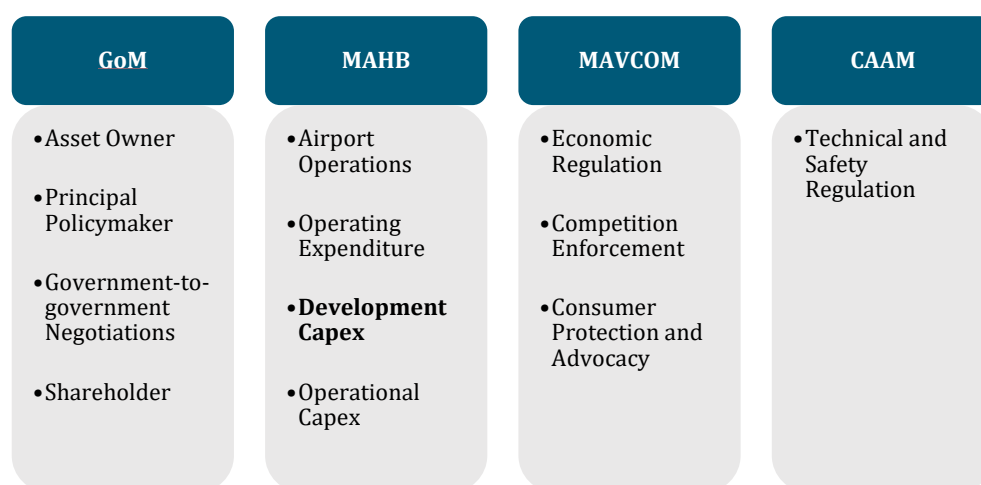 GoM
•Asset Owner
•Principal
Policymaker
•Government-to-
government
Negotiations
•Shareholder
MAHB
•Airport
Operations
•Operating
Expenditure
•Development
Capex
•Operational
Capex
MAVCOM
•Economic
Regulation
•Competition
Enforcement
•Consumer
Protection and
Advocacy
CAAM
•Technical and
Safety
Regulation